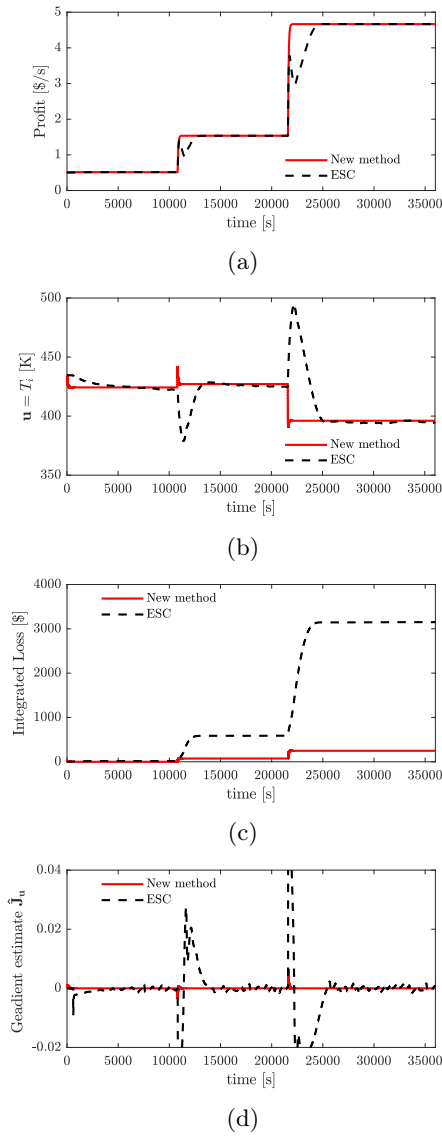 5
4
3
2
1
0
Profit [$/s]
New method
ESC
0 5000 10000 15000 20000 25000 30000 35000
time [s]
(a)
500
450
400
350
u = T_i [K]
New method
ESC
0 5000 10000 15000 20000 25000 30000 35000
time [s]
(b)
4000
3000
2000
1000
0
Integrated Loss [$]
New method
ESC
0 5000 10000 15000 20000 25000 30000 35000
time [s]
(c)
0.04
0.02
0
-0.02
Geadient estimate Ĵ_u
New method
ESC
0 5000 10000 15000 20000 25000 30000 35000
time [s]
(d)